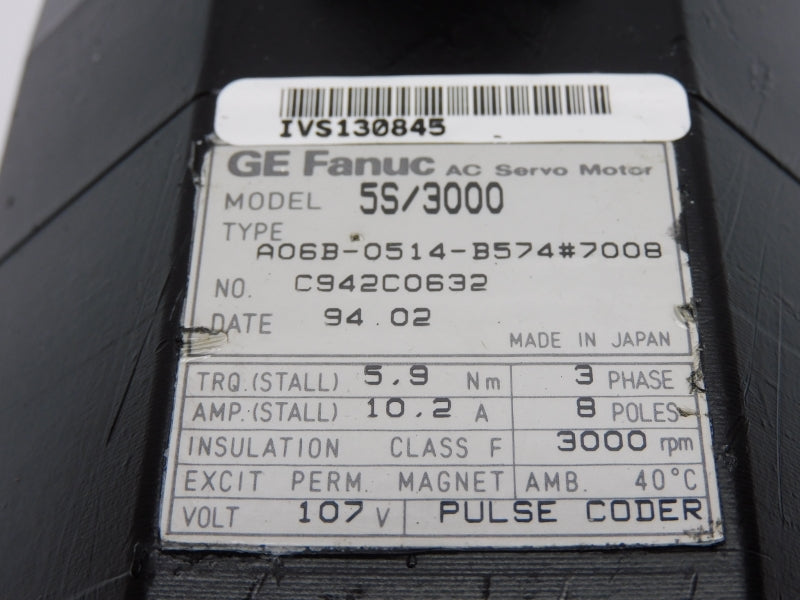 IVS130845
GE Fanuc AC Servo Motor
MODEL 5S/3000
TYPE
A06B-0514-B574#7008
NO. C942C0632
DATE 94.02
MADE IN JAPAN
TRQ.(STALL) 5.9 Nm 3 PHASE
AMP.(STALL) 10.2 A 8 POLES
INSULATION CLASS F 3000 rpm
EXCIT PERM. MAGNET AMB. 40°C
VOLT 107 V PULSE CODER